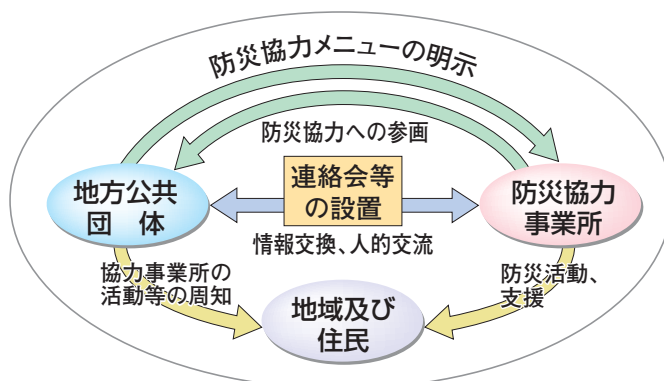 防災協力メニューの明示
防災協力への参画
地方公共
団　体
連絡会等
の設置
防災協力
事業所
情報交換、人的交流
協力事業所の
活動等の周知
防災活動、
支援
地域及び
住民